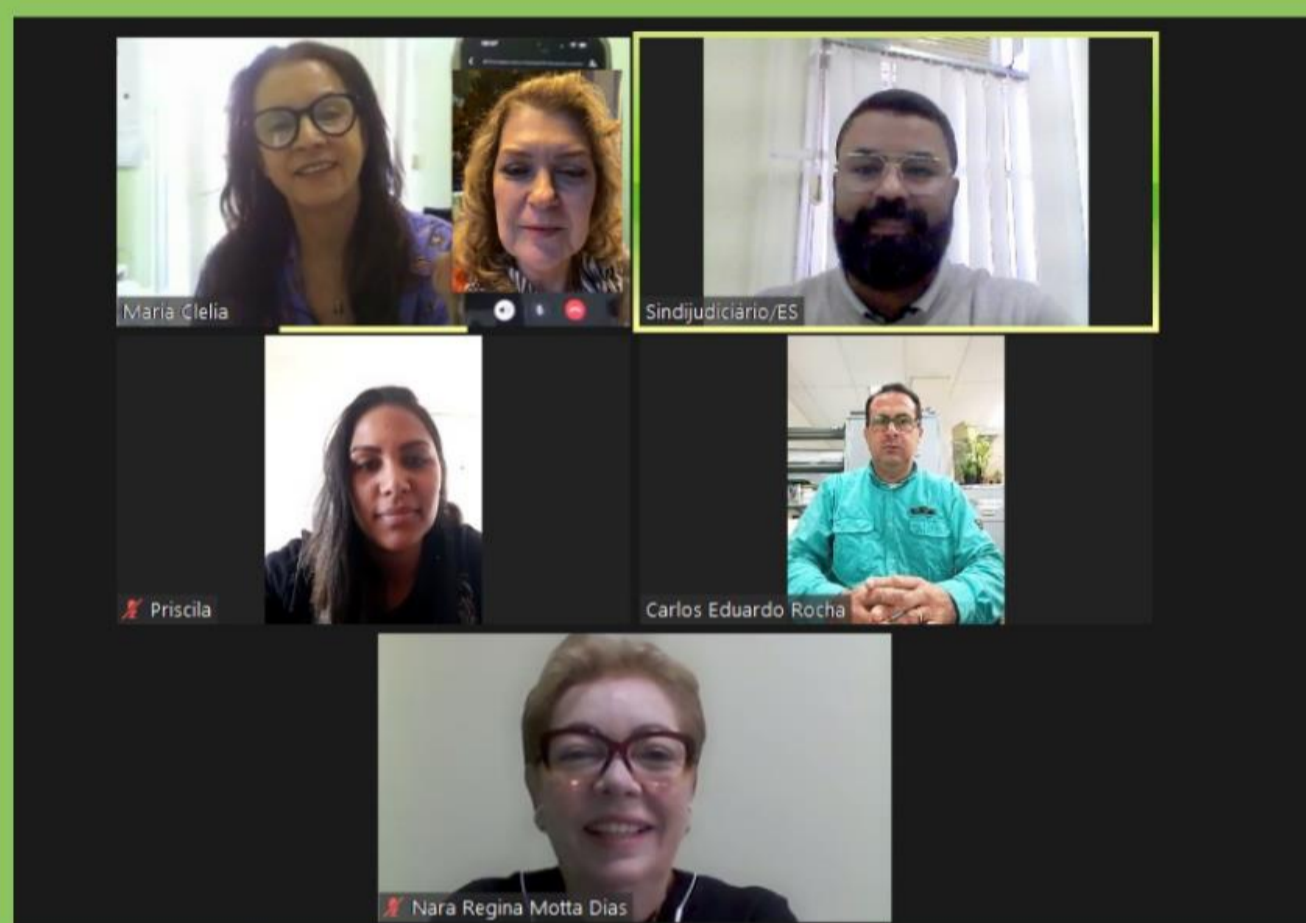 Maria Clelia
Sindijudiciário/ES
Priscila
Carlos Eduardo Rocha
Nara Regina Motta Dias